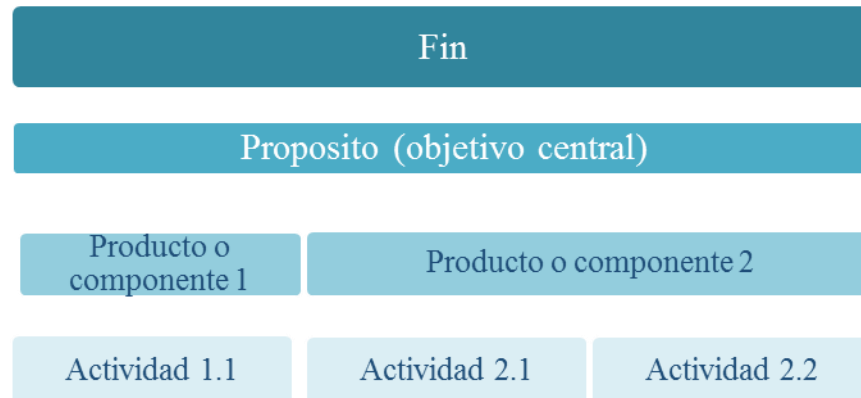 Fin
Proposito (objetivo central)
Producto o
componente 1
Producto o componente 2
Actividad 1.1
Actividad 2.1
Actividad 2.2